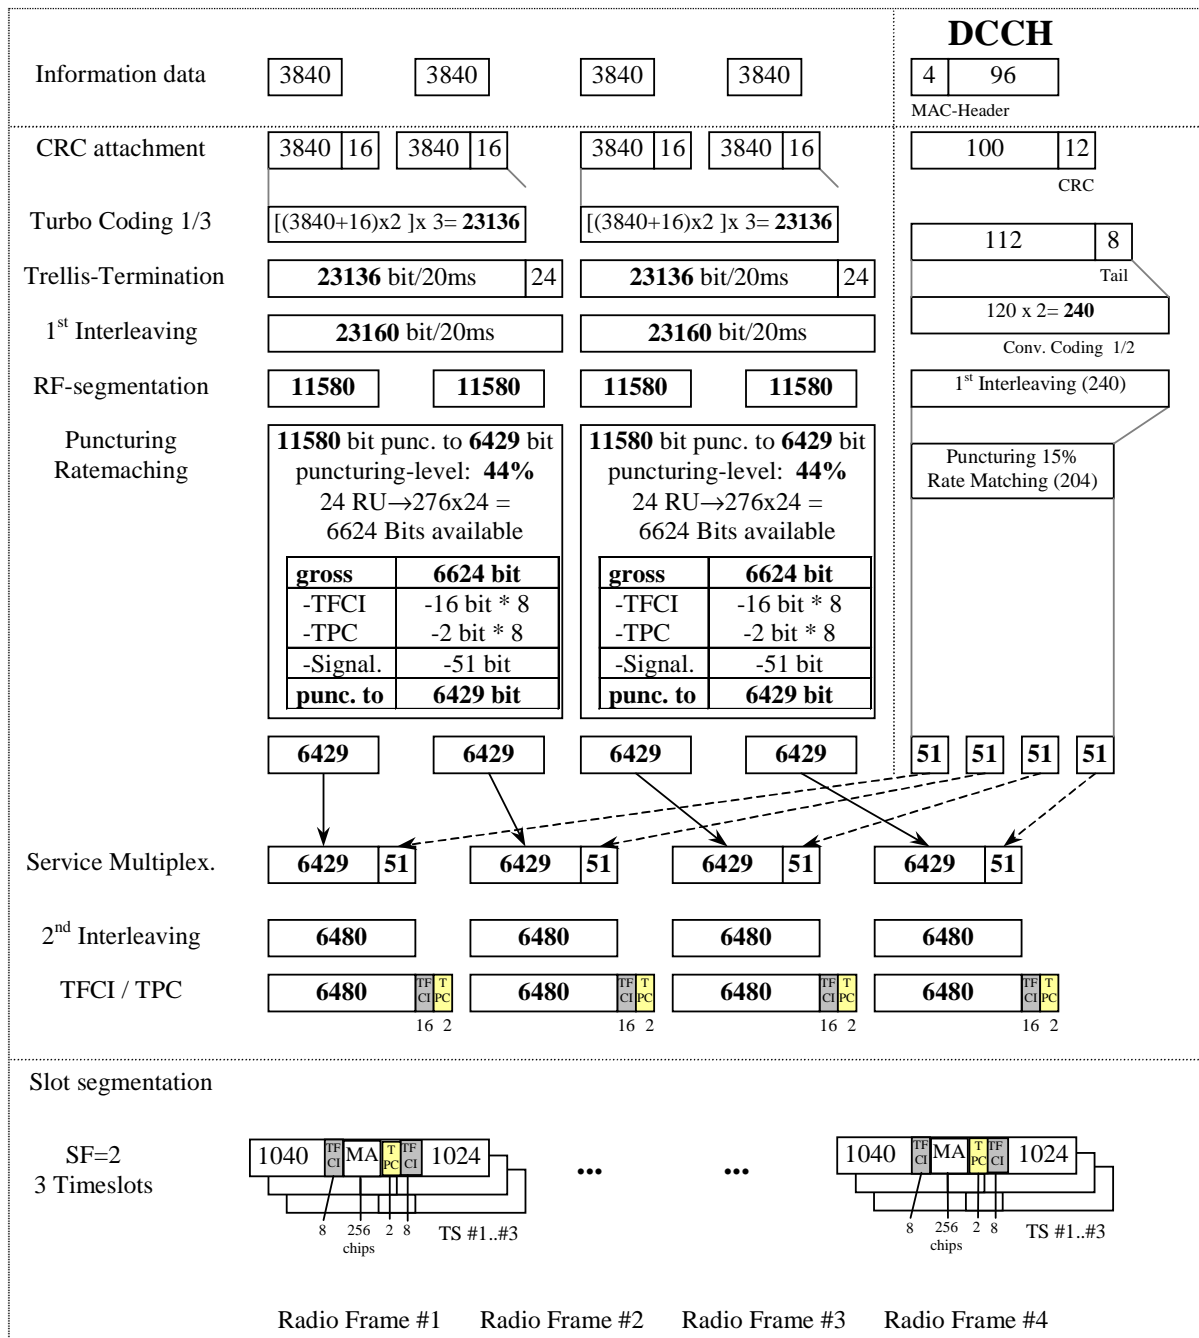 DCCH
Information data 3840 3840 3840 3840 4 96
MAC-Header
CRC attachment 3840 16 3840 16 3840 16 3840 16 100 12
CRC
Turbo Coding 1/3 [(3840+16)x2 ]x 3= 23136 [(3840+16)x2 ]x 3= 23136
112 8
Trellis-Termination 23136 bit/20ms 24 23136 bit/20ms 24
Tail
120 x 2= 240
1st Interleaving 23160 bit/20ms 23160 bit/20ms
Conv. Coding 1/2
RF-segmentation 11580 11580 11580 11580 1st Interleaving (240)
Puncturing
Ratemaching
11580 bit punc. to 6429 bit
puncturing-level: 44%
24 RU→276x24 =
6624 Bits available
gross 6624 bit
-TFCI -16 bit * 8
-TPC -2 bit * 8
-Signal. -51 bit
punc. to 6429 bit
11580 bit punc. to 6429 bit
puncturing-level: 44%
24 RU→276x24 =
6624 Bits available
gross 6624 bit
-TFCI -16 bit * 8
-TPC -2 bit * 8
-Signal. -51 bit
punc. to 6429 bit
Puncturing 15%
Rate Matching (204)
6429 6429 6429 6429 51 51 51 51
Service Multiplex. 6429 51 6429 51 6429 51 6429 51
2nd Interleaving 6480 6480 6480 6480
TFCI / TPC 6480 TF CI T PC 6480 TF CI T PC 6480 TF CI T PC 6480 TF CI T PC
16 2 16 2 16 2 16 2
Slot segmentation
SF=2
3 Timeslots
1040 TF CI MA T PC TF CI 1024 ... ... 1040 TF CI MA T PC TF CI 1024
8 256 2 8 TS #1..#3 8 256 2 8 TS #1..#3
chips chips
Radio Frame #1 Radio Frame #2 Radio Frame #3 Radio Frame #4